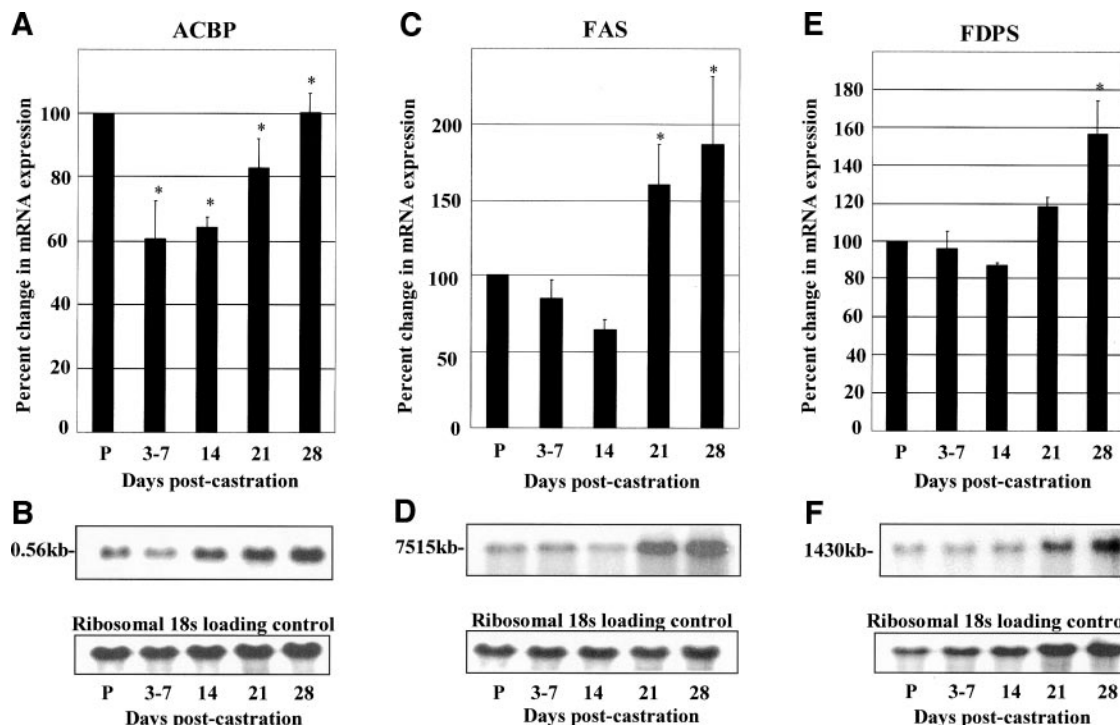 A
ACBP
Percent change in mRNA expression
100
80
60
40
20
0
*
*
*
*
P 3-7 14 21 28
Days post-castration
B
0.56kb-
Ribosomal 18s loading control
P 3-7 14 21 28
Days post-castration
C
FAS
Percent change in mRNA expression
200
150
100
50
0
*
*
P 3-7 14 21 28
Days post-castration
D
7515kb-
Ribosomal 18s loading control
P 3-7 14 21 28
Days post-castration
E
FDPS
Percent change in mRNA expression
180
160
140
120
100
80
60
40
20
0
*
P 3-7 14 21 28
Days post-castration
F
1430kb-
Ribosomal 18s loading contro
P 3-7 14 21 28
Days post-castration